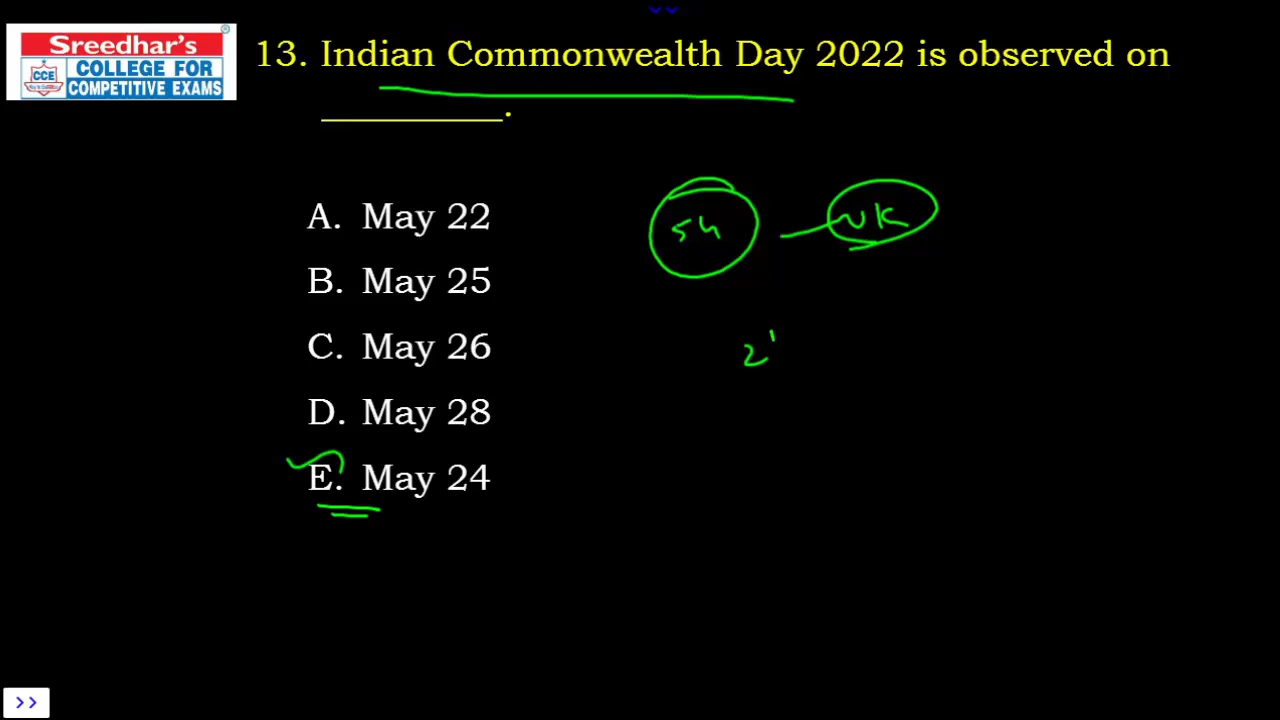 Sreedhar's
CCE
COLLEGE FOR
COMPETITIVE EXAMS
13. Indian Commonwealth Day 2022 is observed on
__________.
A. May 22
B. May 25
C. May 26
D. May 28
E. May 24
54
UK
>>